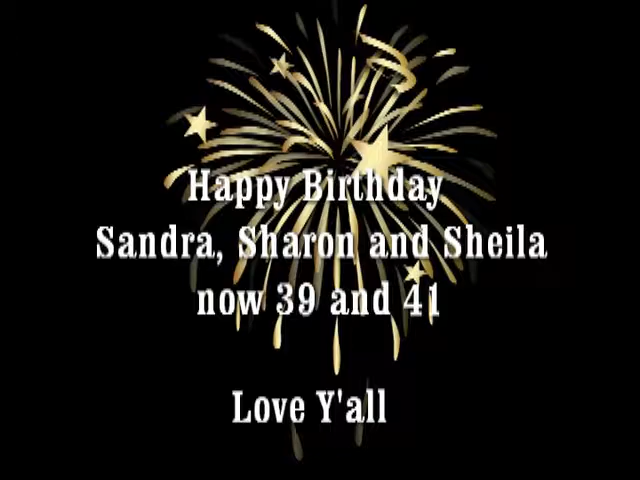 Happy Birthday
Sandra, Sharon and Sheila
now 39 and 41
Love Y'all